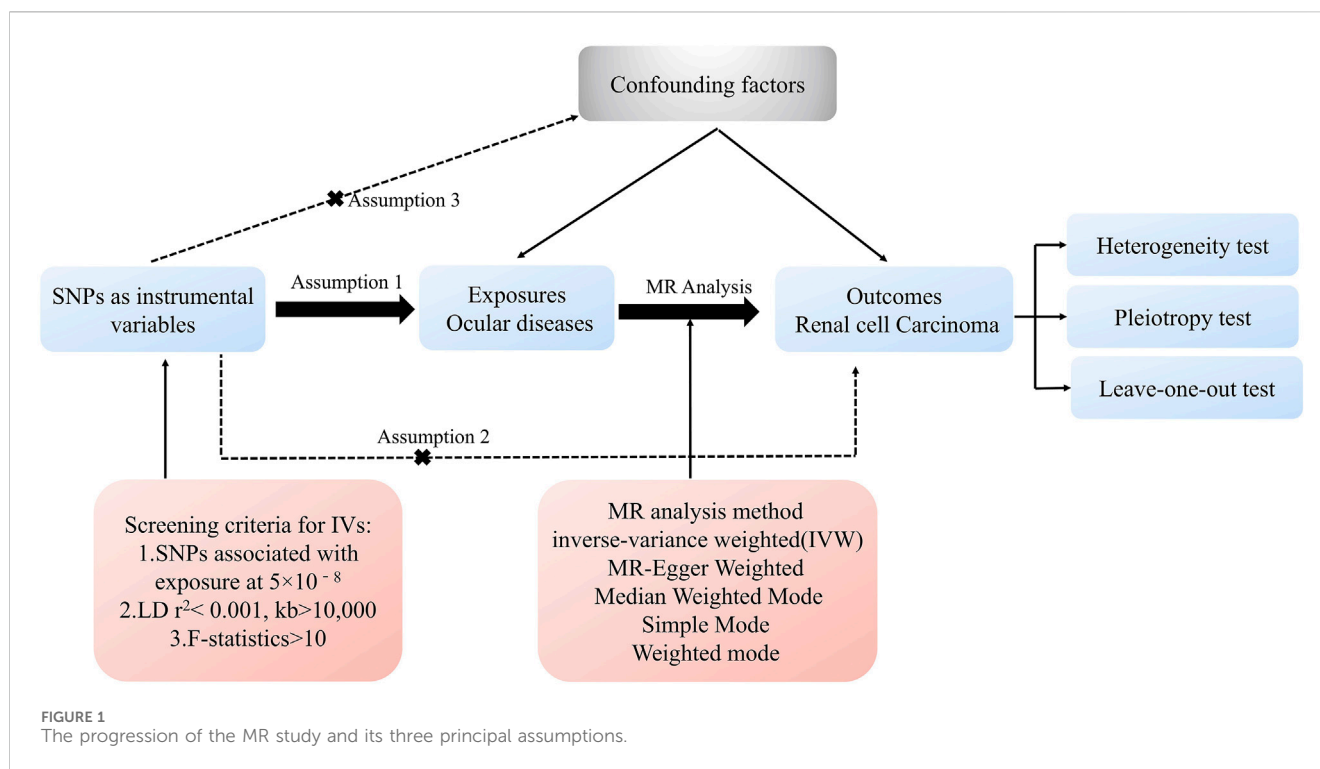 Confounding factors
Assumption 3
SNPs as instrumental
variables
Assumption 1
Exposures
Ocular diseases
MR Analysis
Outcomes
Renal cell Carcinoma
Heterogeneity test
Pleiotropy test
Leave-one-out test
Assumption 2
Screening criteria for IVs:
1.SNPs associated with
exposure at 5×10⁻⁸
2.LD r²< 0.001, kb>10,000
3.F-statistics>10
MR analysis method
inverse-variance weighted(IVW)
MR-Egger Weighted
Median Weighted Mode
Simple Mode
Weighted mode
FIGURE 1
The progression of the MR study and its three principal assumptions.